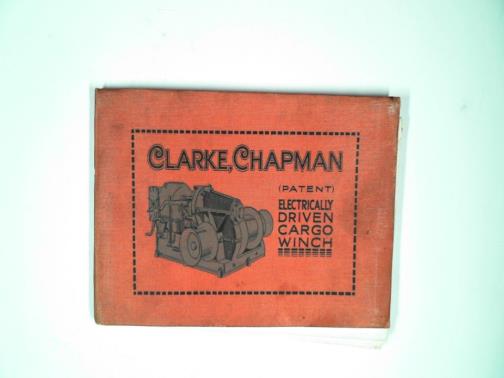 CLARKE, CHAPMAN
(PATENT)
ELECTRICALLY
DRIVEN
CARGO
WINCH